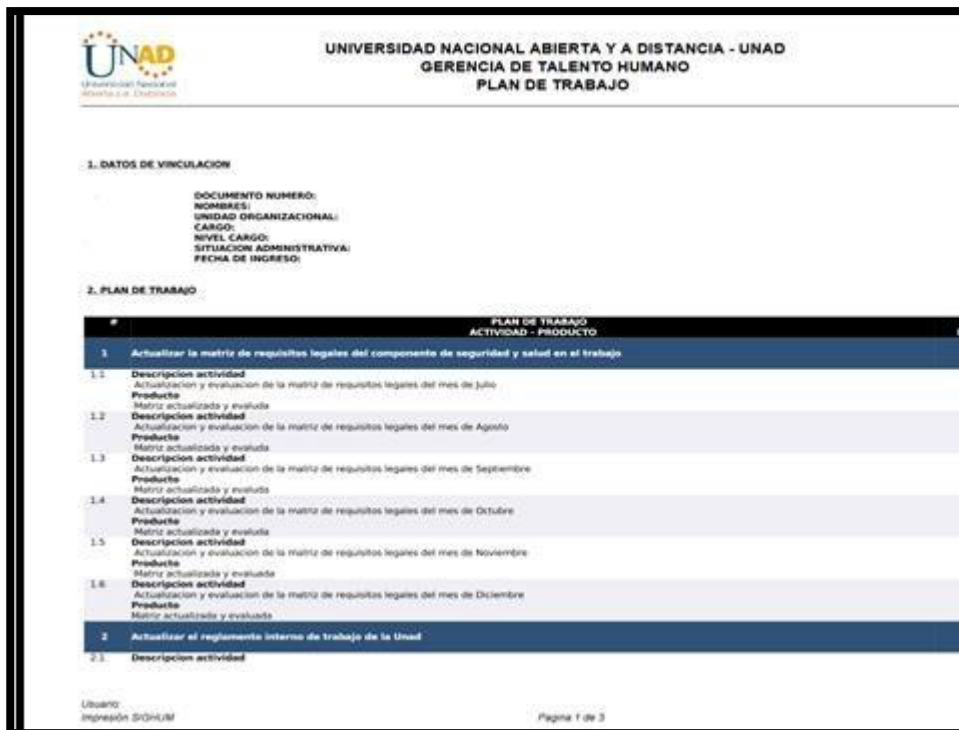 UNAD
Universidad Nacional
Abierta y a Distancia
UNIVERSIDAD NACIONAL ABIERTA Y A DISTANCIA - UNAD
GERENCIA DE TALENTO HUMANO
PLAN DE TRABAJO
1. DATOS DE VINCULACION
DOCUMENTO NUMERO:
NOMBRES:
UNIDAD ORGANIZACIONAL:
CARGO:
NIVEL CARGO:
SITUACION ADMINISTRATIVA:
FECHA DE INGRESO:
2. PLAN DE TRABAJO
# PLAN DE TRABAJO
ACTIVIDAD - PRODUCTO
1 Actualizar la matriz de requisitos legales del componente de seguridad y salud en el trabajo
1.1 Descripcion actividad
Actualizacion y evaluacion de la matriz de requisitos legales del mes de Julio
Producto
Matriz actualizada y evaluda
1.2 Descripcion actividad
Actualizacion y evaluacion de la matriz de requisitos legales del mes de Agosto
Producto
Matriz actualizada y evaluda
1.3 Descripcion actividad
Actualizacion y evaluacion de la matriz de requisitos legales del mes de Septiembre
Producto
Matriz actualizada y evaluda
1.4 Descripcion actividad
Actualizacion y evaluacion de la matriz de requisitos legales del mes de Octubre
Producto
Matriz actualizada y evaluda
1.5 Descripcion actividad
Actualizacion y evaluacion de la matriz de requisitos legales del mes de Noviembre
Producto
Matriz actualizada y evaluada
1.6 Descripcion actividad
Actualizacion y evaluacion de la matriz de requisitos legales del mes de Diciembre
Producto
Matriz actualizada y evaluada
2 Actualizar el reglamento interno de trabajo de la Unad
2.1 Descripcion actividad
Usuario:
Impresión SIGHUM
Pagina 1 de 3